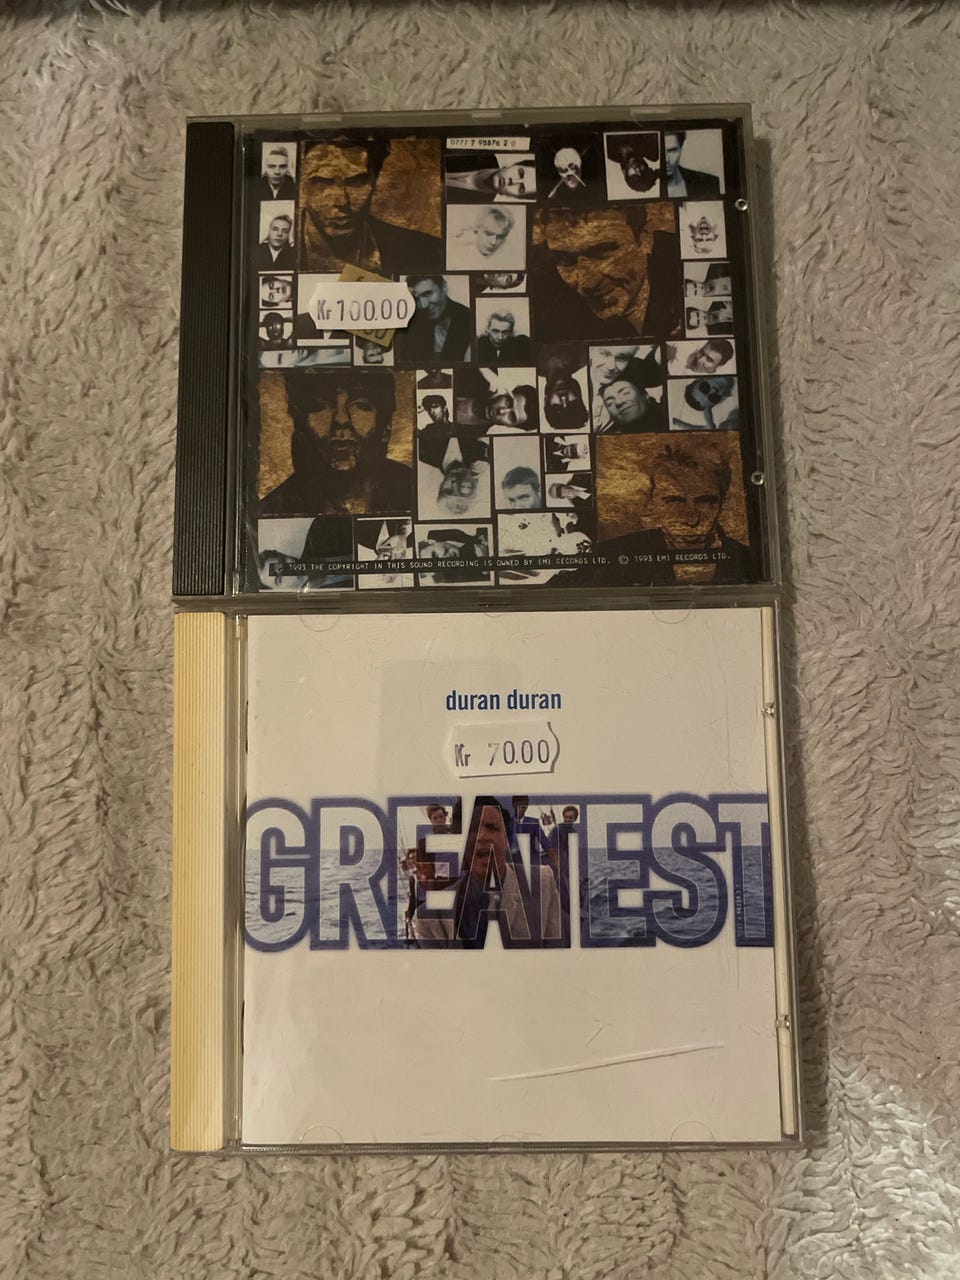 0777 7 98876 2 0
Kr 100.00
℗ 1993 THE COPYRIGHT IN THIS SOUND RECORDING IS OWNED BY EMI RECORDS LTD. © 1993 EMI RECORDS LTD.
duran duran
Kr 70.00
GREATEST